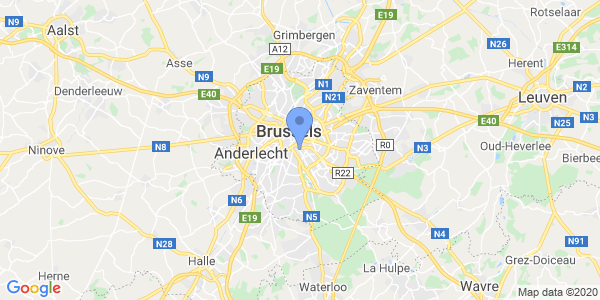 N9
Aalst
Grimbergen
E19
Rotselaar
A12
N26
E314
Asse
E19
Herent
N9
N1
N2
Denderleeuw
E40
N21
Zaventem
Leuven
Brussels
E40
N25
Ninove
N8
Anderlecht
R0
N3
Oud-Heverlee
Bierbee
R22
N6
E19
N5
N28
N4
N91
Halle
Grez-Doiceau
Herne
La Hulpe
Google
Waterloo
Wavre
Map data ©2020